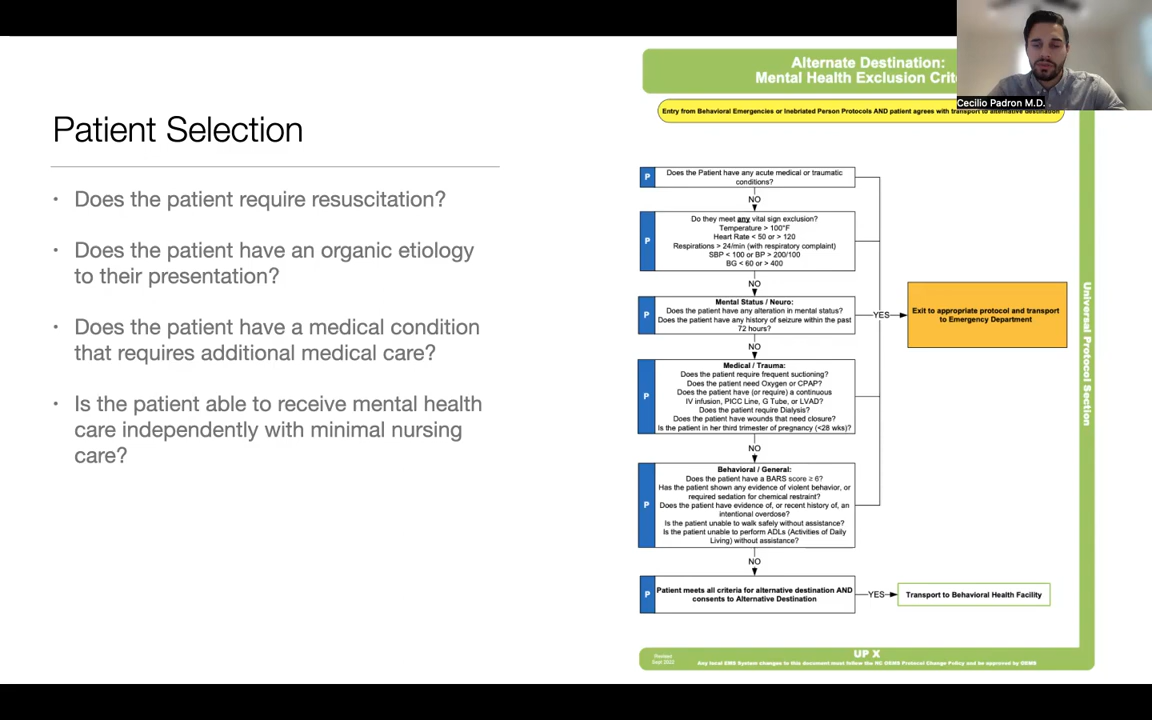 Patient Selection
• Does the patient require resuscitation?
• Does the patient have an organic etiology
to their presentation?
• Does the patient have a medical condition
that requires additional medical care?
• Is the patient able to receive mental health
care independently with minimal nursing
care?
Alternate Destination:
Mental Health Exclusion
Cecilio Padron M.D.
Entry from Behavioral Emergencies or Inebriated Person Protocols AND patient agrees with transport to alternative destination
P
Does the Patient have any acute medical or traumatic
conditions?
NO
P
Do they meet any vital sign exclusion?
Temperature > 100°F
Heart Rate < 50 or > 120
Respirations > 24/min (with respiratory complaint)
SBP < 100 or BP > 200/100
BG < 60 or > 400
NO
P
Mental Status / Neuro:
Does the patient have any alteration in mental status?
Does the patient have any history of seizure within the past
72 hours?
YES
Exit to appropriate protocol and transport
to Emergency Department
NO
P
Medical / Trauma:
Does the patient require frequent suctioning?
Does the patient need Oxygen or CPAP?
Does the patient have (or require) a continuous
IV infusion, PICC Line, G Tube, or LVAD?
Does the patient require Dialysis?
Does the patient have wounds that need closure?
Is the patient in her third trimester of pregnancy (<28 wks)?
NO
P
Behavioral / General:
Does the patient have a BARS score ≥ 6?
Has the patient shown any evidence of violent behavior, or
required sedation for chemical restraint?
Does the patient have evidence of, or recent history of, an
intentional overdose?
Is the patient unable to walk safely without assistance?
Is the patient unable to perform ADLs (Activities of Daily
Living) without assistance?
NO
P
Patient meets all criteria for alternative destination AND
consents to Alternative Destination
YES
Transport to Behavioral Health Facility
Universal Protocol Section
Revised
Sept 2022
UP X
Any local EMS System changes to this document must follow the NC OEMS Protocol Change Policy and be approved by OEMS